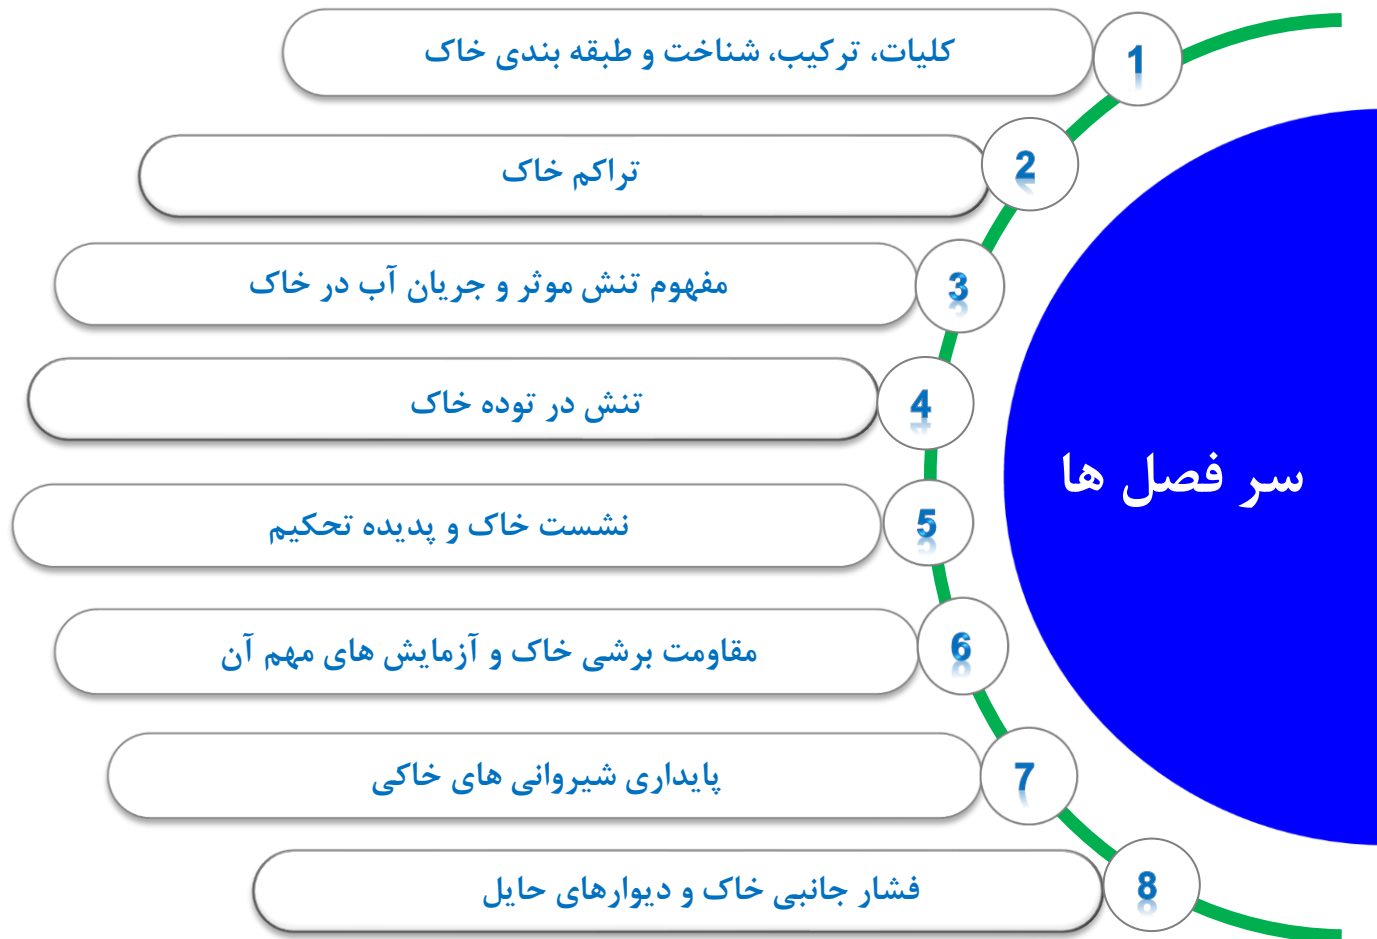 سر فصل ها
1
کلیات، ترکیب، شناخت و طبقه بندی خاک
2
تراکم خاک
3
مفهوم تنش موثر و جریان آب در خاک
4
تنش در توده خاک
5
نشست خاک و پدیده تحکیم
6
مقاومت برشی خاک و آزمایش های مهم آن
7
پایداری شیروانی های خاکی
8
فشار جانبی خاک و دیوارهای حایل